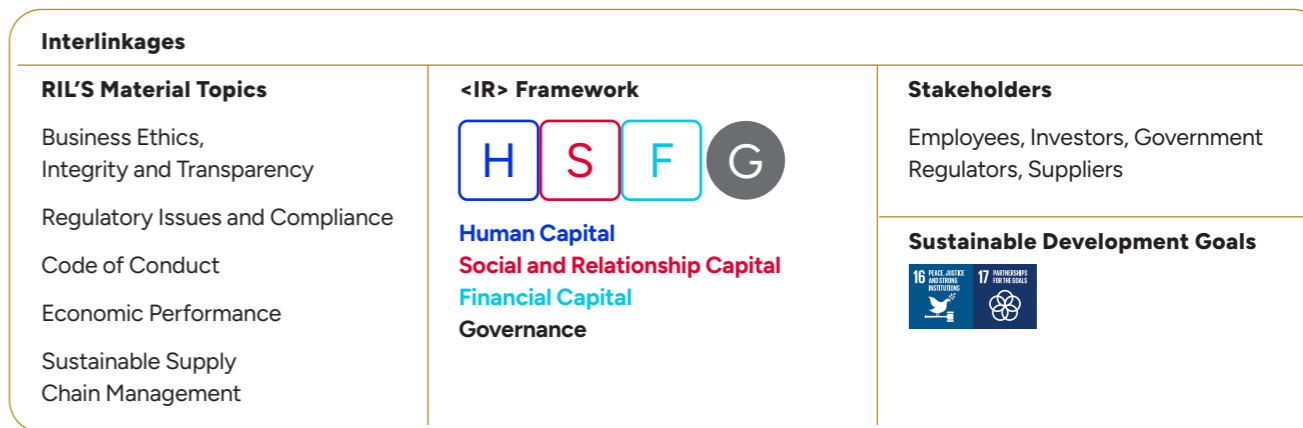 Interlinkages
RIL'S Material Topics
Business Ethics,
Integrity and Transparency
Regulatory Issues and Compliance
Code of Conduct
Economic Performance
Sustainable Supply
Chain Management
<IR> Framework
H S F G
Human Capital
Social and Relationship Capital
Financial Capital
Governance
Stakeholders
Employees, Investors, Government
Regulators, Suppliers
Sustainable Development Goals
16 PEACE, JUSTICE
AND STRONG
INSTITUTIONS
17 PARTNERSHIPS
FOR THE GOALS